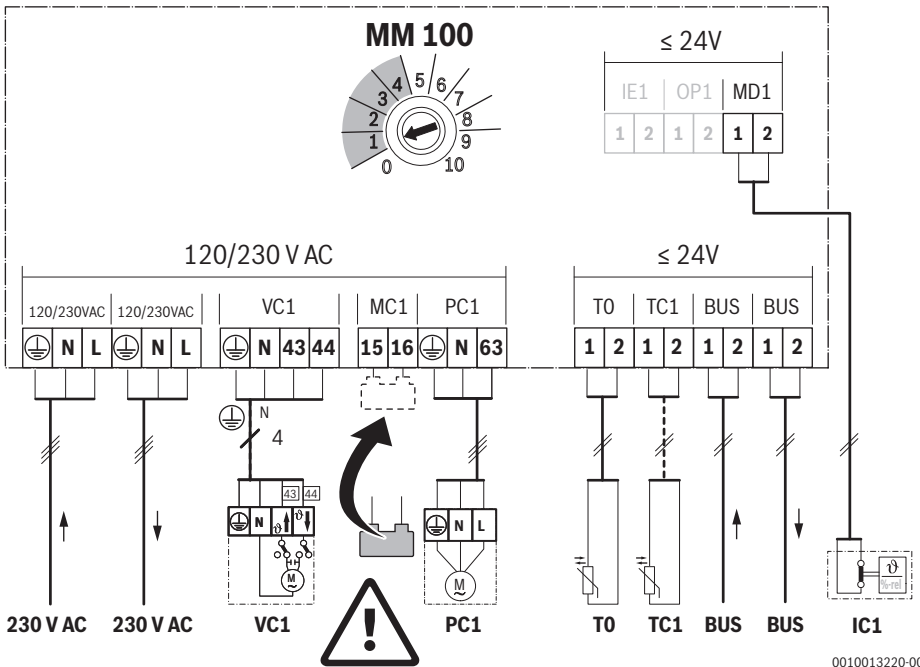 MM 100
0 1 2 3 4 5 6 7 8 9 10
≤ 24V
IE1 OP1 MD1
1 2 1 2 1 2
120/230 V AC
≤ 24V
120/230VAC 120/230VAC VC1 MC1 PC1
T0 TC1 BUS BUS
N L N L N 43 44 15 16 N 63
1 2 1 2 1 2 1 2
N
4
43 44
N ϑ ϑ
N L
M ~
M ~
ϑ
%-rel
!
230 V AC 230 V AC VC1 PC1 T0 TC1 BUS BUS IC1
0010013220-00